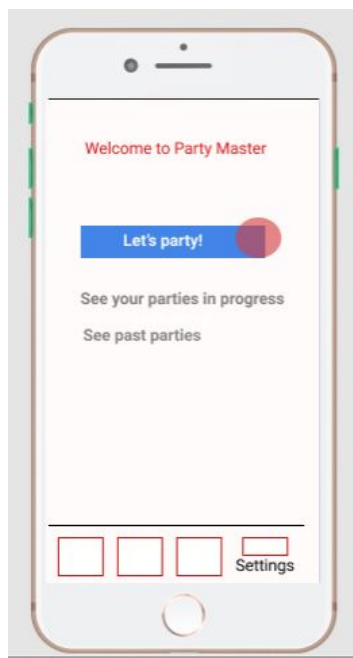 Welcome to Party Master
Let's party!
See your parties in progress
See past parties
Settings